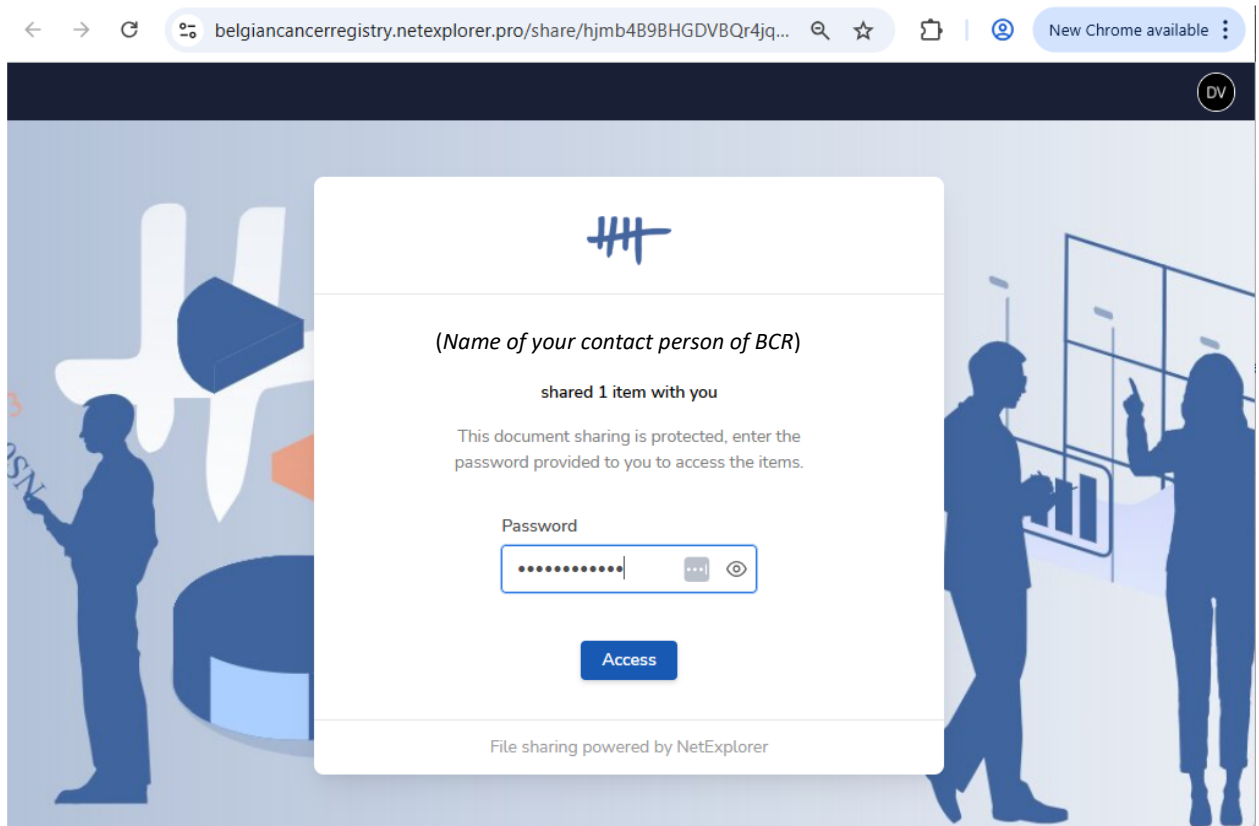 belgiancancerregistry.netexplorer.pro/share/hjmb4B9BHGDVBQr4jq...
New Chrome available
DV
(Name of your contact person of BCR)
shared 1 item with you
This document sharing is protected, enter the
password provided to you to access the items.
Password
Access
File sharing powered by NetExplorer